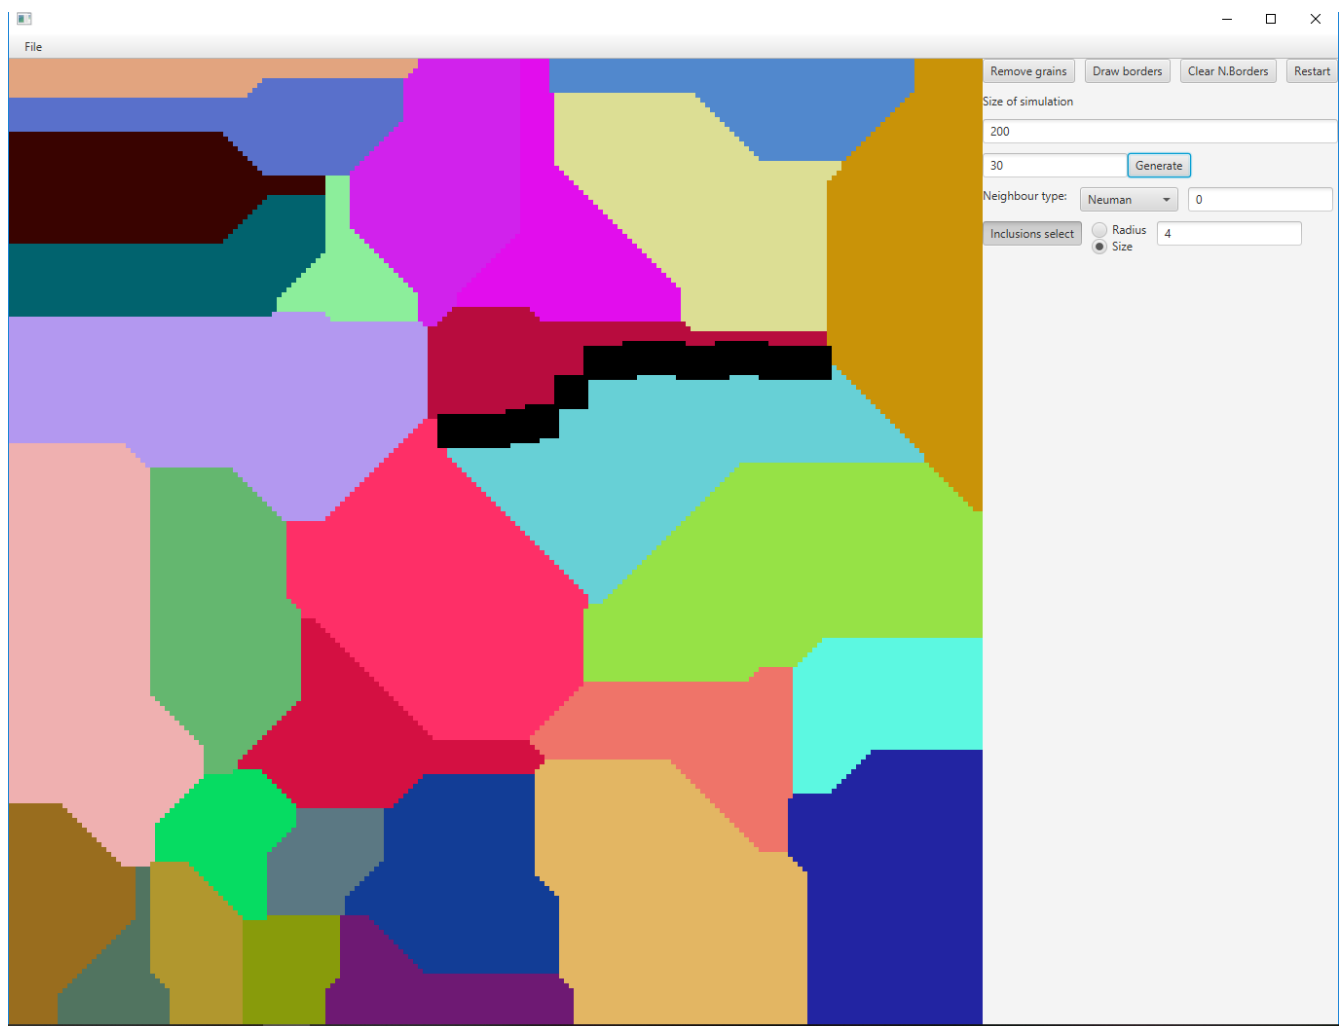 File
Remove grains Draw borders Clear N.Borders Restart
Size of simulation
200
30 Generate
Neighbour type: Neuman 0
Inclusions select Radius 4
Size